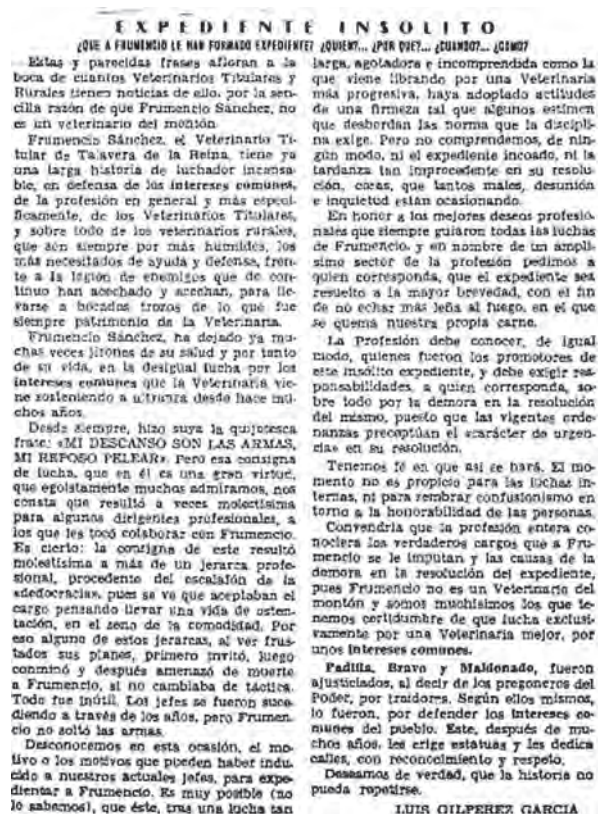 EXPEDIENTE INSOLITO
¿QUE A FRUMENCIO LE HAN FORMADO EXPEDIENTE? ¿QUIEN?... ¿POR QUE?... ¿CUANDO?... ¿COMO?
Estas y parecidas frases afloran a la
boca de cuantos Veterinarios Titulares y
Rurales tienen noticias de ello, por la sen-
cilla razón de que Frumencio Sánchez, no
es un veterinario del montón.
Frumencio Sánchez, el Veterinario Ti-
tular de Talavera de la Reina, tiene ya
una larga historia de luchador incansa-
ble, en defensa de los intereses comunes,
de la profesión en general y más especí-
ficamente, de los Veterinarios Titulares,
y sobre todo de los veterinarios rurales,
que son siempre por más humildes, los
más necesitados de ayuda y defensa, fren-
te a la legión de enemigos que de con-
tinuo han acechado y acechan, para lle-
varse a bocados trozos de lo que fue
siempre patrimonio de la Veterinaria.
Frumencio Sánchez, ha dejado ya mu-
chas veces jirones de su salud y por tanto
de su vida, en la desigual lucha por los
intereses comunes que la Veterinaria vie-
ne sosteniendo a ultranza desde hace mu-
chos años.
Desde siempre, hizo suya la quijotesca
frase: «MI DESCANSO SON LAS ARMAS,
MI REPOSO PELEAR». Pero esa consigna
de lucha, que en él es una gran virtud,
que egoístamente muchos admiramos, nos
consta que resultó a veces molestísima
para algunos dirigentes profesionales, a
los que les tocó colaborar con Frumencio.
Es cierto: la consigna de este resultó
molestísima a más de un jerarca profe-
sional, procedente del escalafón de la
«dedocracia», pues se ve que aceptaban el
cargo pensando llevar una vida de osten-
tación, en el seno de la comodidad. Por
eso alguno de estos jerarcas, al ver frus-
tados sus planes, primero invitó, luego
conminó y después amenazó de muerte
a Frumencio, si no cambiaba de táctica.
Todo fue inútil. Los jefes se fueron suce-
diendo a través de los años, pero Frumen-
cio no soltó las armas.
Desconocemos en esta ocasión, el mo-
tivo o los motivos que pueden haber indu-
cido a nuestros actuales jefes, para expe-
dientar a Frumencio. Es muy posible (no
lo sabemos), que éste, tras una lucha tan
larga, agotadora e incomprendida como la
que viene librando por una Veterinaria
más progresiva, haya adoptado actitudes
de una firmeza tal que algunos estimen
que desbordan las norma que la discipli-
na exige. Pero no comprendemos, de nin-
gún modo, ni el expediente incoado, ni la
tardanza tan improcedente en su resolu-
ción, cosas, que tantos males, desunión
e inquietud están ocasionando.
En honor a los mejores deseos profesio-
nales que siempre guiaron todas las luchas
de Frumencio, y en nombre de un ampli-
simo sector de la profesión pedimos a
quien corresponda, que el expediente sea
resuelto a la mayor brevedad, con el fin
de no echar más leña al fuego, en el que
se quema nuestra propia carne.
La Profesión debe conocer, de igual
modo, quienes fueron los promotores de
este insólito expediente, y debe exigir res-
ponsabilidades, a quien corresponda, so-
bre todo por la demora en la resolución
del mismo, puesto que las vigentes orde-
nanzas preceptúan el «carácter de urgen-
cia» en su resolución.
Tenemos fé en que así se hará. El mo-
mento no es propicio para las luchas in-
ternas, ni para sembrar confusionismo en
torno a la honorabilidad de las personas.
Convendría que la profesión entera co-
nociera los verdaderos cargos que a Fru-
mencio se le imputan y las causas de la
demora en la resolución del expediente,
pues Frumencio no es un Veterinario del
montón y somos muchísimos los que te-
nemos certidumbre de que lucha exclusi-
vamente por una Veterinaria mejor, por
unos intereses comunes.
Padilla, Bravo y Maldonado, fueron
ajusticiados, al decir de los pregoneros del
Poder, por traidores. Según ellos mismos,
lo fueron, por defender los intereses co-
munes del pueblo. Este, después de mu-
chos años, les erige estatuas y les dedica
calles, con reconocimiento y respeto.
Deseamos de verdad, que la historia no
pueda repetirse.
LUIS GILPEREZ GARCIA